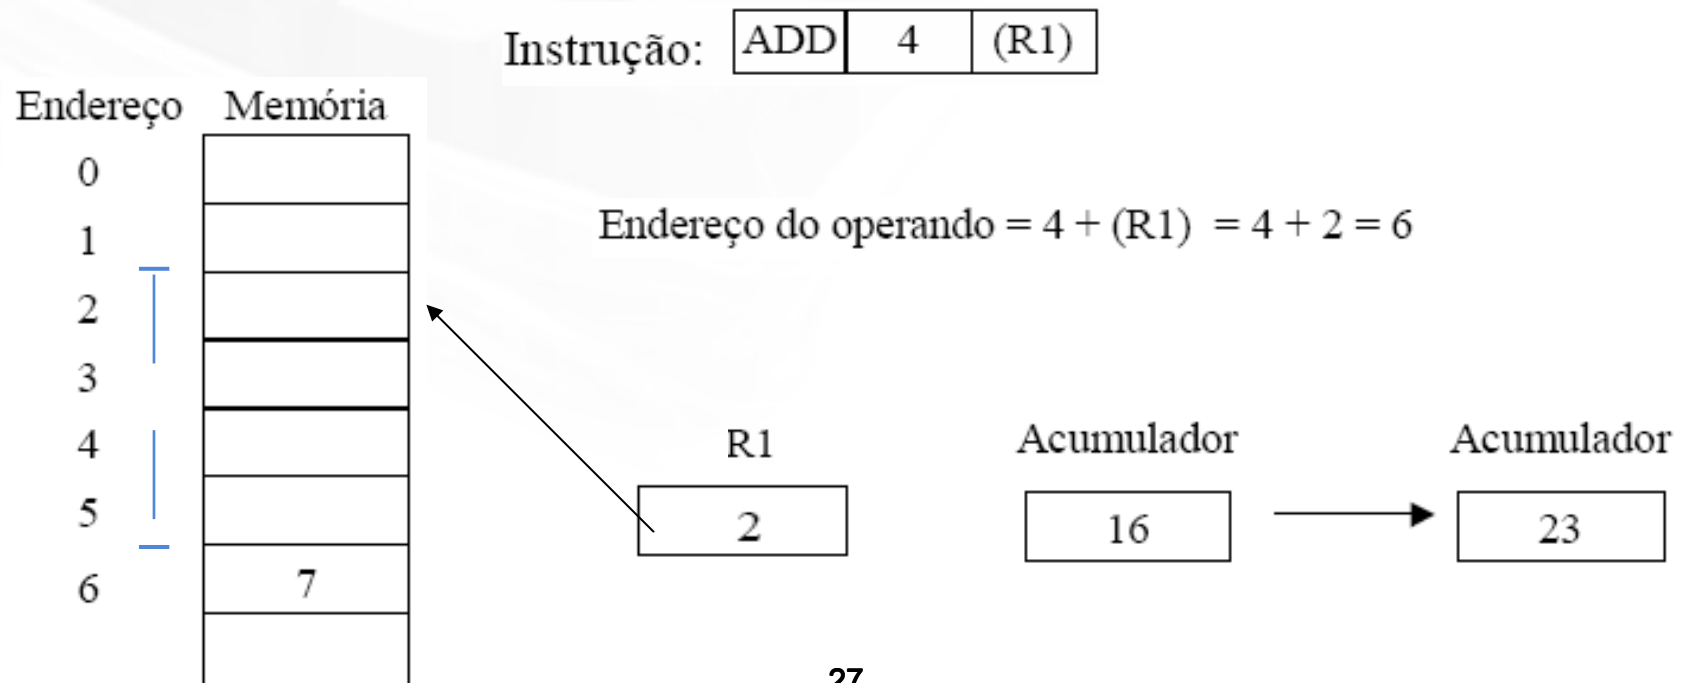 Instrução: ADD 4 (R1)
Endereço Memória
0
1
Endereço do operando = 4 + (R1) = 4 + 2 = 6
2
3
4
R1 Acumulador Acumulador
5
2 16 23
6 7
27